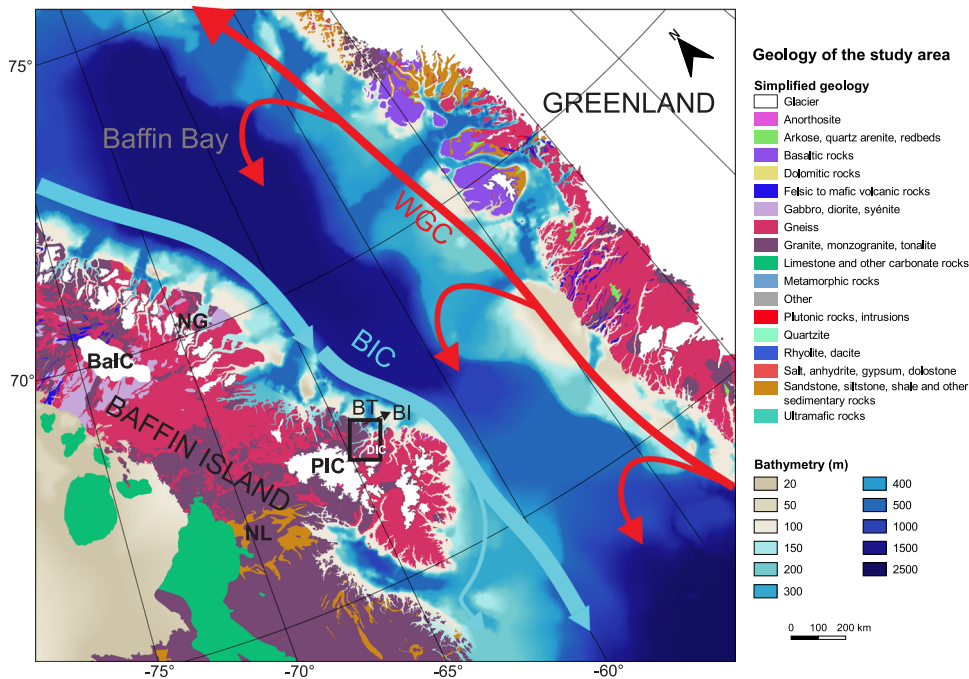 75°
70°
-75°
-70°
-65°
-60°
N
GREENLAND
Baffin Bay
WGC
BIC
NG
BaIC
BAFFIN ISLAND
BT
BI
DIC
PIC
NL
Geology of the study area
Simplified geology
Glacier
Anorthosite
Arkose, quartz arenite, redbeds
Basaltic rocks
Dolomitic rocks
Felsic to mafic volcanic rocks
Gabbro, diorite, syénite
Gneiss
Granite, monzogranite, tonalite
Limestone and other carbonate rocks
Metamorphic rocks
Other
Plutonic rocks, intrusions
Quartzite
Rhyolite, dacite
Salt, anhydrite, gypsum, dolostone
Sandstone, siltstone, shale and other
sedimentary rocks
Ultramafic rocks
Bathymetry (m)
20
50
100
150
200
300
400
500
1000
1500
2500
0 100 200 km